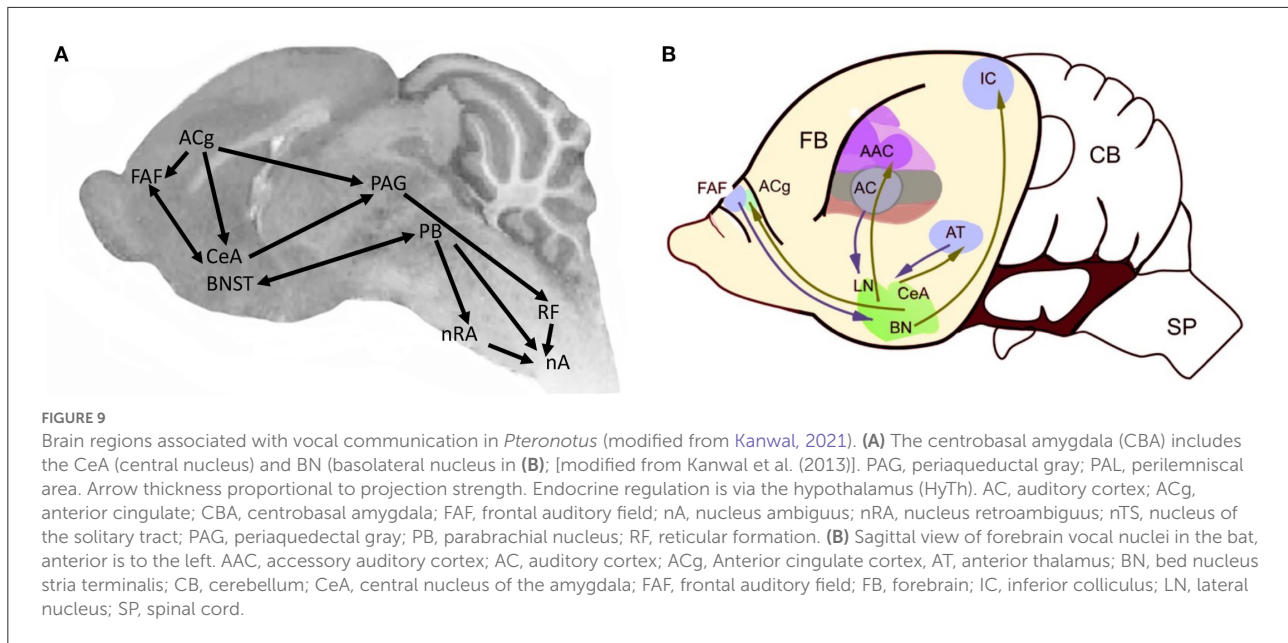 A
ACg
FAF
PAG
CeA
PB
BNST
RF
nRA
nA
B
IC
FB
AAC
CB
FAF
ACg
AC
AT
LN
CeA
BN
SP
FIGURE 9
Brain regions associated with vocal communication in Pteronotus (modified from Kanwal, 2021). (A) The centrobasal amygdala (CBA) includes
the CeA (central nucleus) and BN (basolateral nucleus in (B); [modified from Kanwal et al. (2013)]. PAG, periaqueductal gray; PAL, perilemniscal
area. Arrow thickness proportional to projection strength. Endocrine regulation is via the hypothalamus (HyTh). AC, auditory cortex; ACg,
anterior cingulate; CBA, centrobasal amygdala; FAF, frontal auditory field; nA, nucleus ambiguus; nRA, nucleus retroambiguus; nTS, nucleus of
the solitary tract; PAG, periaquedectal gray; PB, parabrachial nucleus; RF, reticular formation. (B) Sagittal view of forebrain vocal nuclei in the bat,
anterior is to the left. AAC, accessory auditory cortex; AC, auditory cortex; ACg, Anterior cingulate cortex, AT, anterior thalamus; BN, bed nucleus
stria terminalis; CB, cerebellum; CeA, central nucleus of the amygdala; FAF, frontal auditory field; FB, forebrain; IC, inferior colliculus; LN, lateral
nucleus; SP, spinal cord.